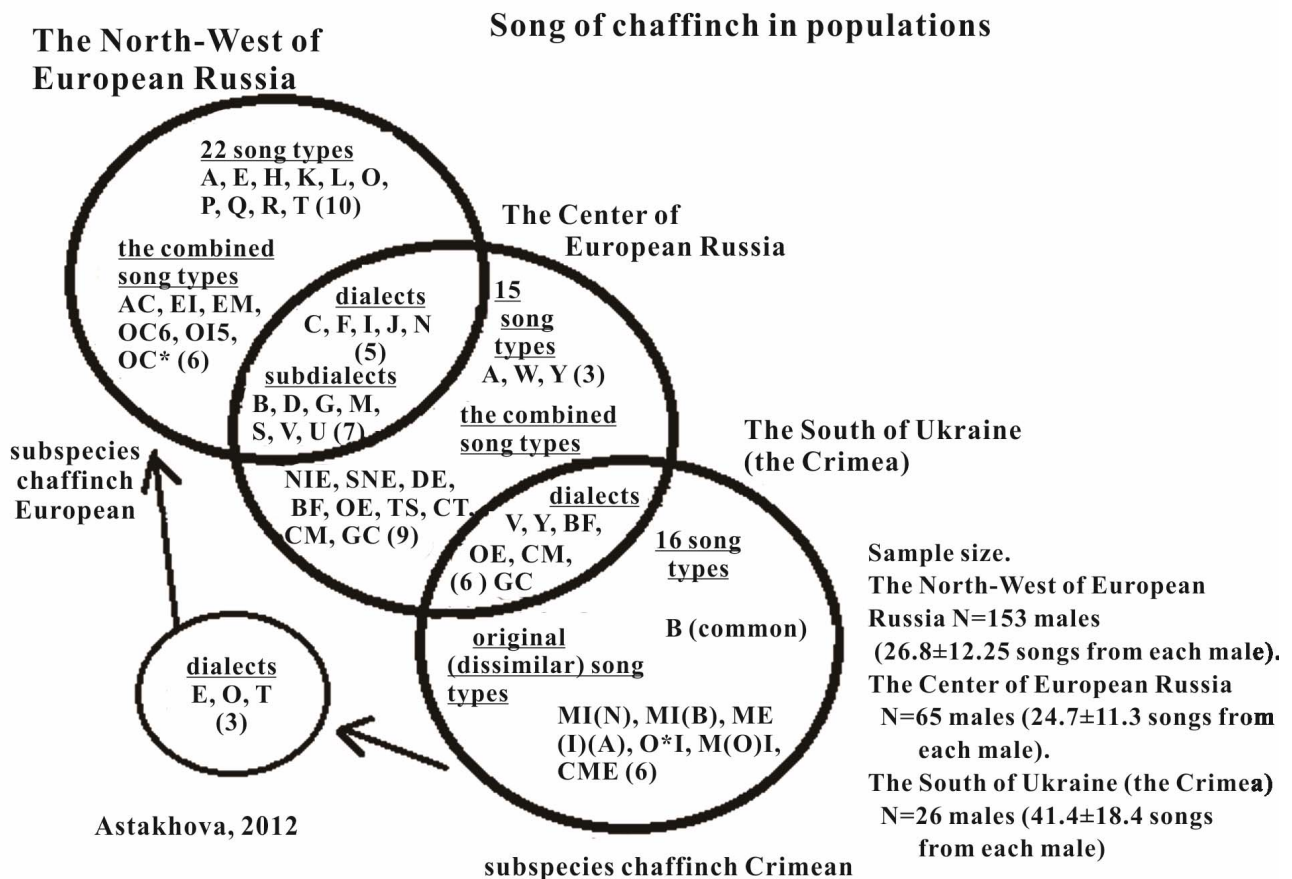 Song of chaffinch in populations
The North-West of
European Russia
22 song types
A, E, H, K, L, O,
P, Q, R, T (10)
the combined
song types
AC, EI, EM,
OC6, OI5,
OC* (6)
The Center of
European Russia
dialects
C, F, I, J, N
(5)
subdialects
B, D, G, M,
S, V, U (7)
15
song
types
A, W, Y (3)
the combined
song types
NIE, SNE, DE,
BF, OE, TS, CT,
CM, GC (9)
subspecies
chaffinch
European
The South of Ukraine
(the Crimea)
dialects
V, Y, BF,
OE, CM,
(6 ) GC
16 song
types
B (common)
original
(dissimilar) song
types
MI(N), MI(B), ME
(I)(A), O*I, M(O)I,
CME (6)
dialects
E, O, T
(3)
Astakhova, 2012
subspecies chaffinch Crimean
Sample size.
The North-West of European
Russia N=153 males
(26.8±12.25 songs from each male).
The Center of European Russia
N=65 males (24.7±11.3 songs from
each male).
The South of Ukraine (the Crimea)
N=26 males (41.4±18.4 songs
from each male)